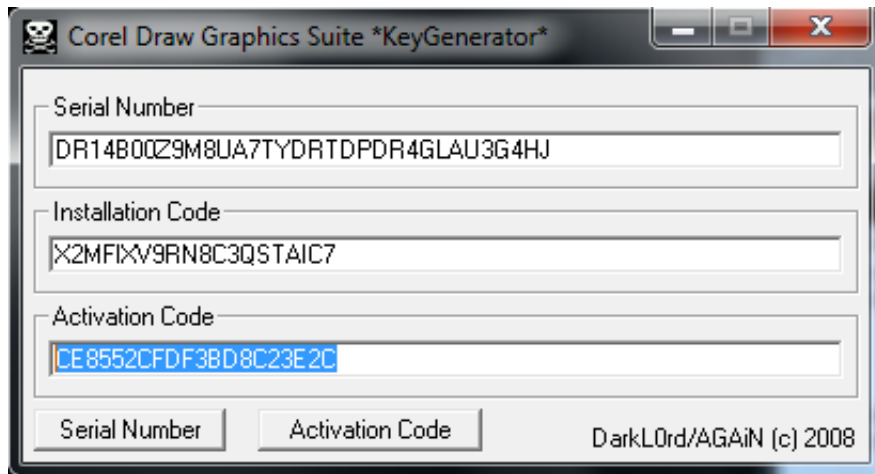 Corel Draw Graphics Suite *KeyGenerator*
Serial Number
DR14B00Z9M8UA7TYDRTDPDR4GLAU3G4HJ
Installation Code
X2MFIXV9RN8C3QSTAIC7
Activation Code
CE8552CFDF3BD8C23E2C
Serial Number Activation Code DarkL0rd/AGAiN (c) 2008